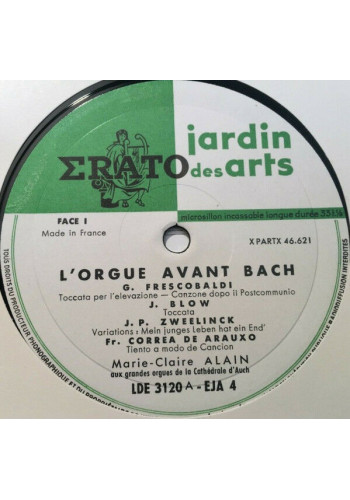 jardin
ΣRATO des arts
microsillon incassable longue durée 33 1/3
FACE I
Made in France
XPARTX 46.621
L'ORGUE AVANT BACH
G. FRESCOBALDI
Toccata per l'elevazione — Canzone dopo il Postcommunio
J. BLOW
Toccata
J.P. ZWEELINCK
Variations : Mein junges Leben hat ein End'
Fr. CORREA DE ARAUXO
Tiento a modo de Cancion
Marie-Claire ALAIN
aux grandes orgues de la Cathédrale d'Auch
LDE 3120 A - EJA 4
TOUS DROITS DU PRODUCTEUR PHONOGRAPHIQUE ET DU
RADIODIFFUSION INTERDITES